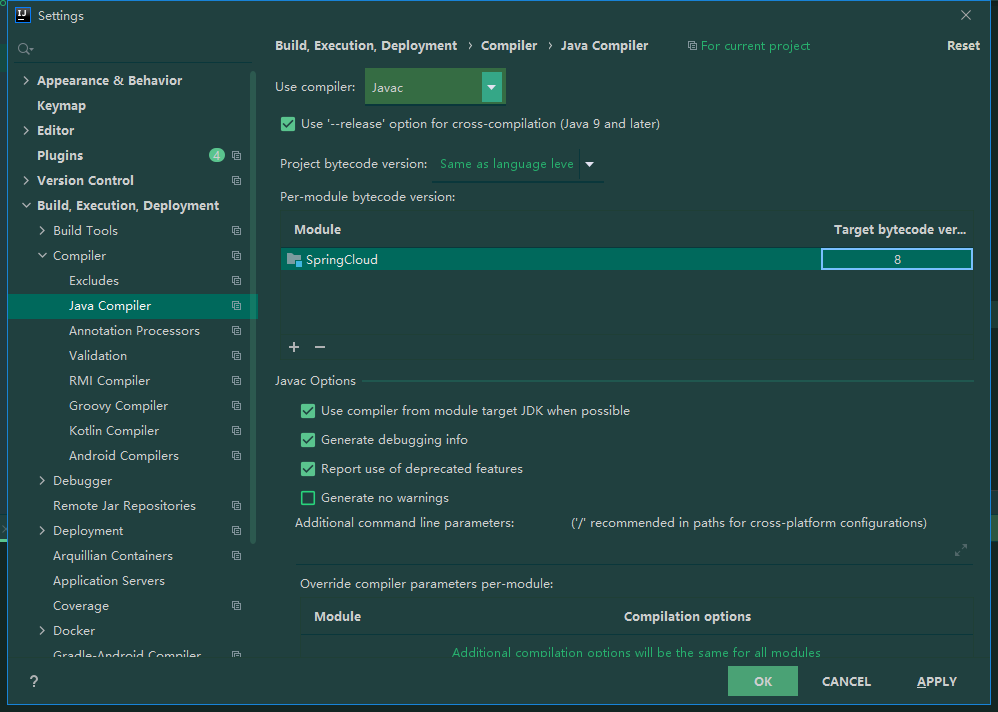 Settings
Build, Execution, Deployment › Compiler › Java Compiler For current project Reset
Appearance & Behavior
Keymap
Editor
Plugins 4
Version Control
Build, Execution, Deployment
Build Tools
Compiler
Excludes
Java Compiler
Annotation Processors
Validation
RMI Compiler
Groovy Compiler
Kotlin Compiler
Android Compilers
Debugger
Remote Jar Repositories
Deployment
Arquillian Containers
Application Servers
Coverage
Docker
Gradle-Android Compiler
Use compiler: Javac
Use '--release' option for cross-compilation (Java 9 and later)
Project bytecode version: Same as language leve
Per-module bytecode version:
Module Target bytecode ver...
SpringCloud 8
+ −
Javac Options
Use compiler from module target JDK when possible
Generate debugging info
Report use of deprecated features
Generate no warnings
Additional command line parameters: ('/' recommended in paths for cross-platform configurations)
Override compiler parameters per-module:
Module Compilation options
Additional compilation options will be the same for all modules
? OK CANCEL APPLY